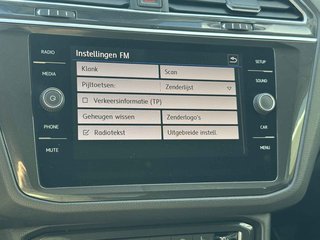 RADIO
MEDIA
PHONE
MUTE
Instellingen FM
Klank
Scan
Pijltoetsen:
Zenderlijst
Verkeersinformatie (TP)
Geheugen wissen
Zenderlogo's
Radiotekst
Uitgebreide instell.
SETUP
SOUND
CAR
MENU